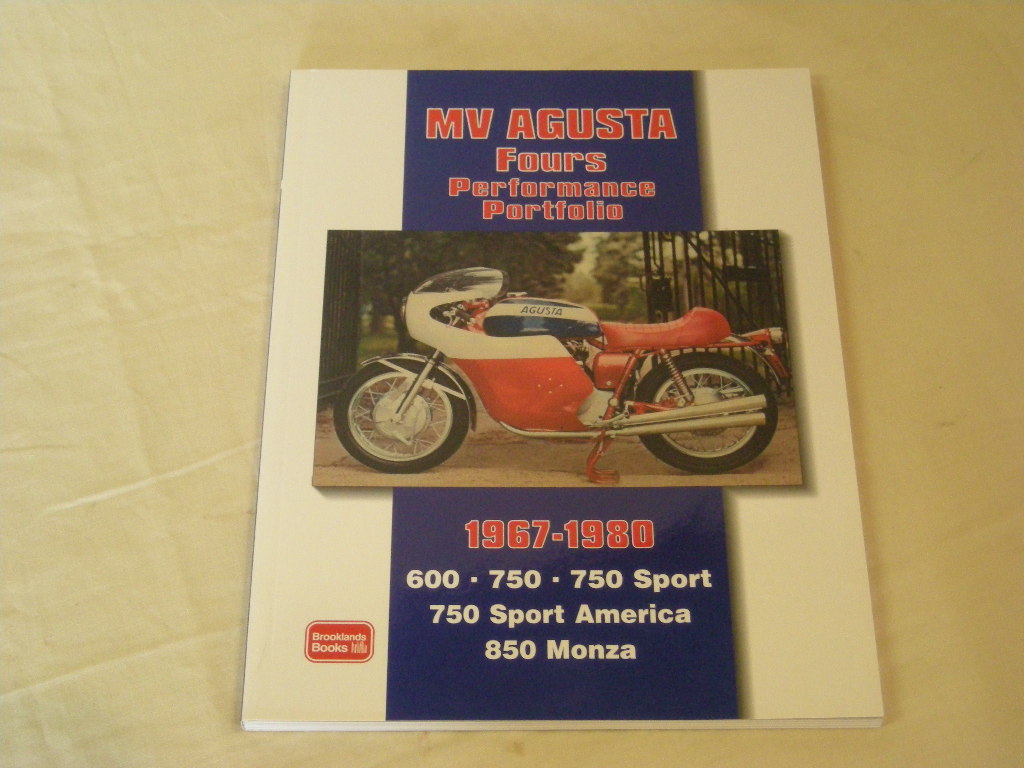 MV AGUSTA
Fours
Performance
Portfolio
AGUSTA
1967-1980
600 · 750 · 750 Sport
750 Sport America
850 Monza
Brooklands
Books